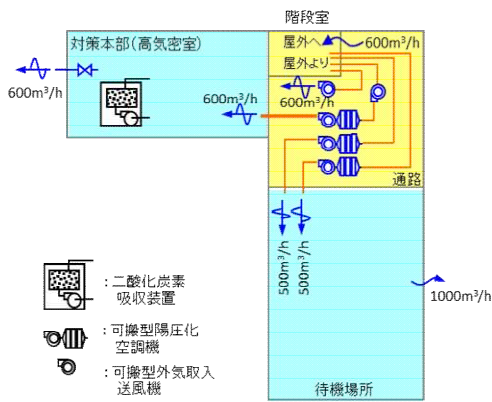 階段室
対策本部(高気密室)
屋外へ
600m³/h
屋外より
600m³/h
600m³/h
600m³/h
通路
500m³/h
500m³/h
1000m³/h
:二酸化炭素
吸収装置
:可搬型陽圧化
空調機
:可搬型外気取入
送風機
待機場所